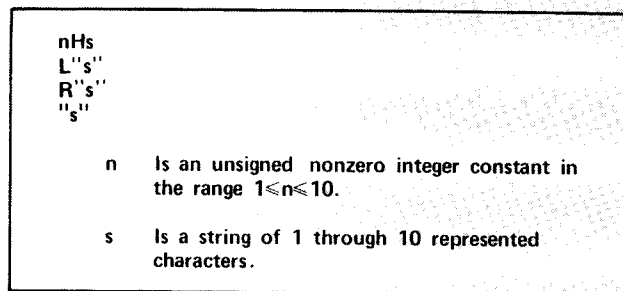 nHs
L"s"
R"s"
"s"
n Is an unsigned nonzero integer constant in
the range 1⩽n⩽10.
s Is a string of 1 through 10 represented
characters.